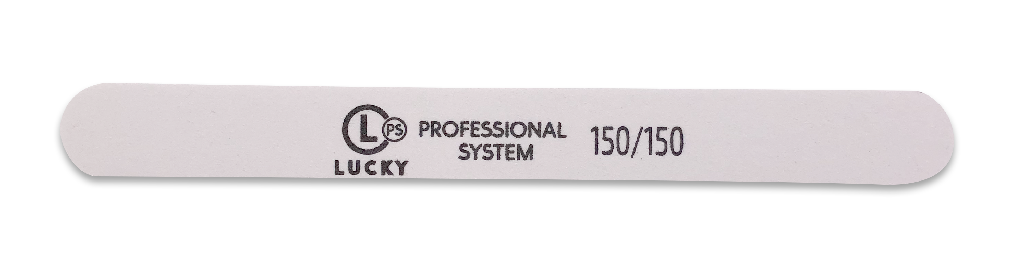 L PS
LUCKY
PROFESSIONAL
SYSTEM
150/150